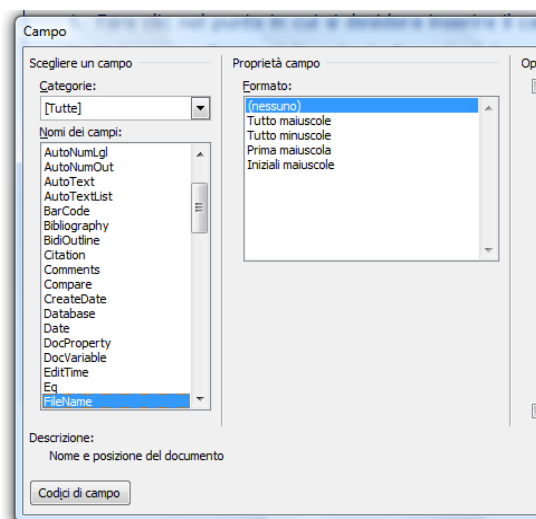 Campo
Scegliere un campo
Categorie:
[Tutte]
Nomi dei campi:
AutoNumLgl
AutoNumOut
AutoText
AutoTextList
BarCode
Bibliography
BidiOutline
Citation
Comments
Compare
CreateDate
Database
Date
DocProperty
DocVariable
EditTime
Eq
FileName
Proprietà campo
Formato:
(nessuno)
Tutto maiuscole
Tutto minuscole
Prima maiuscola
Iniziali maiuscole
Op
Descrizione:
Nome e posizione del documento
Codici di campo